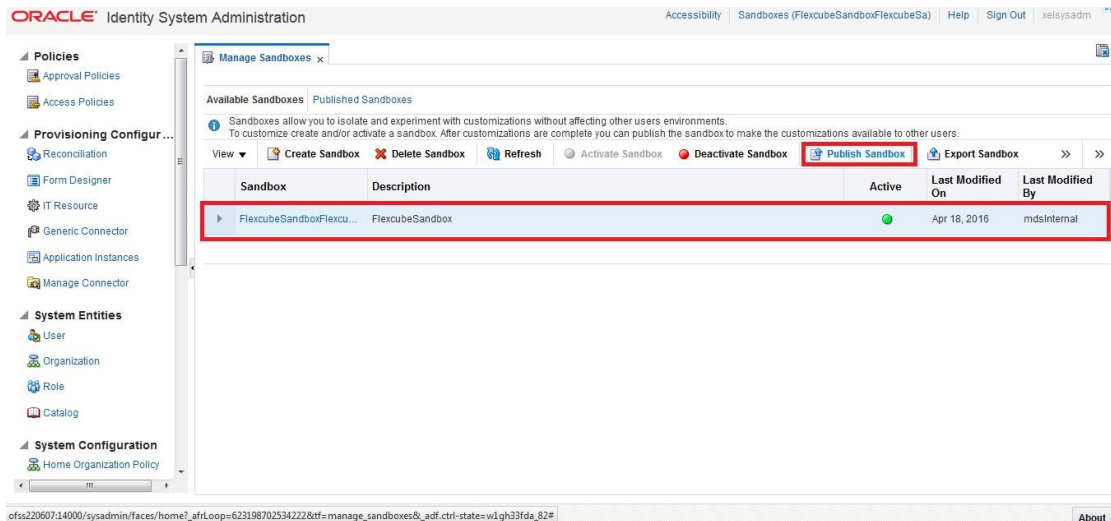 ORACLE® Identity System Administration
Accessibility Sandboxes (FlexcubeSandboxFlexcubeSa) Help Sign Out xelsysadm
Policies
Approval Policies
Access Policies
Provisioning Configur...
Reconciliation
Form Designer
IT Resource
Generic Connector
Application Instances
Manage Connector
System Entities
User
Organization
Role
Catalog
System Configuration
Home Organization Policy
Manage Sandboxes x
Available Sandboxes Published Sandboxes
Sandboxes allow you to isolate and experiment with customizations without affecting other users environments.
To customize create and/or activate a sandbox. After customizations are complete you can publish the sandbox to make the customizations available to other users.
View Create Sandbox Delete Sandbox Refresh Activate Sandbox Deactivate Sandbox Publish Sandbox Export Sandbox » »
Sandbox Description Active Last Modified On Last Modified By
FlexcubeSandboxFlexcu... FlexcubeSandbox Apr 18, 2016 mdsInternal
ofss220607:14000/sysadmin/faces/home?_afrLoop=623198702534222&tf=manage_sandboxes&_adf.ctrl-state=w1gh33fda_82#
About